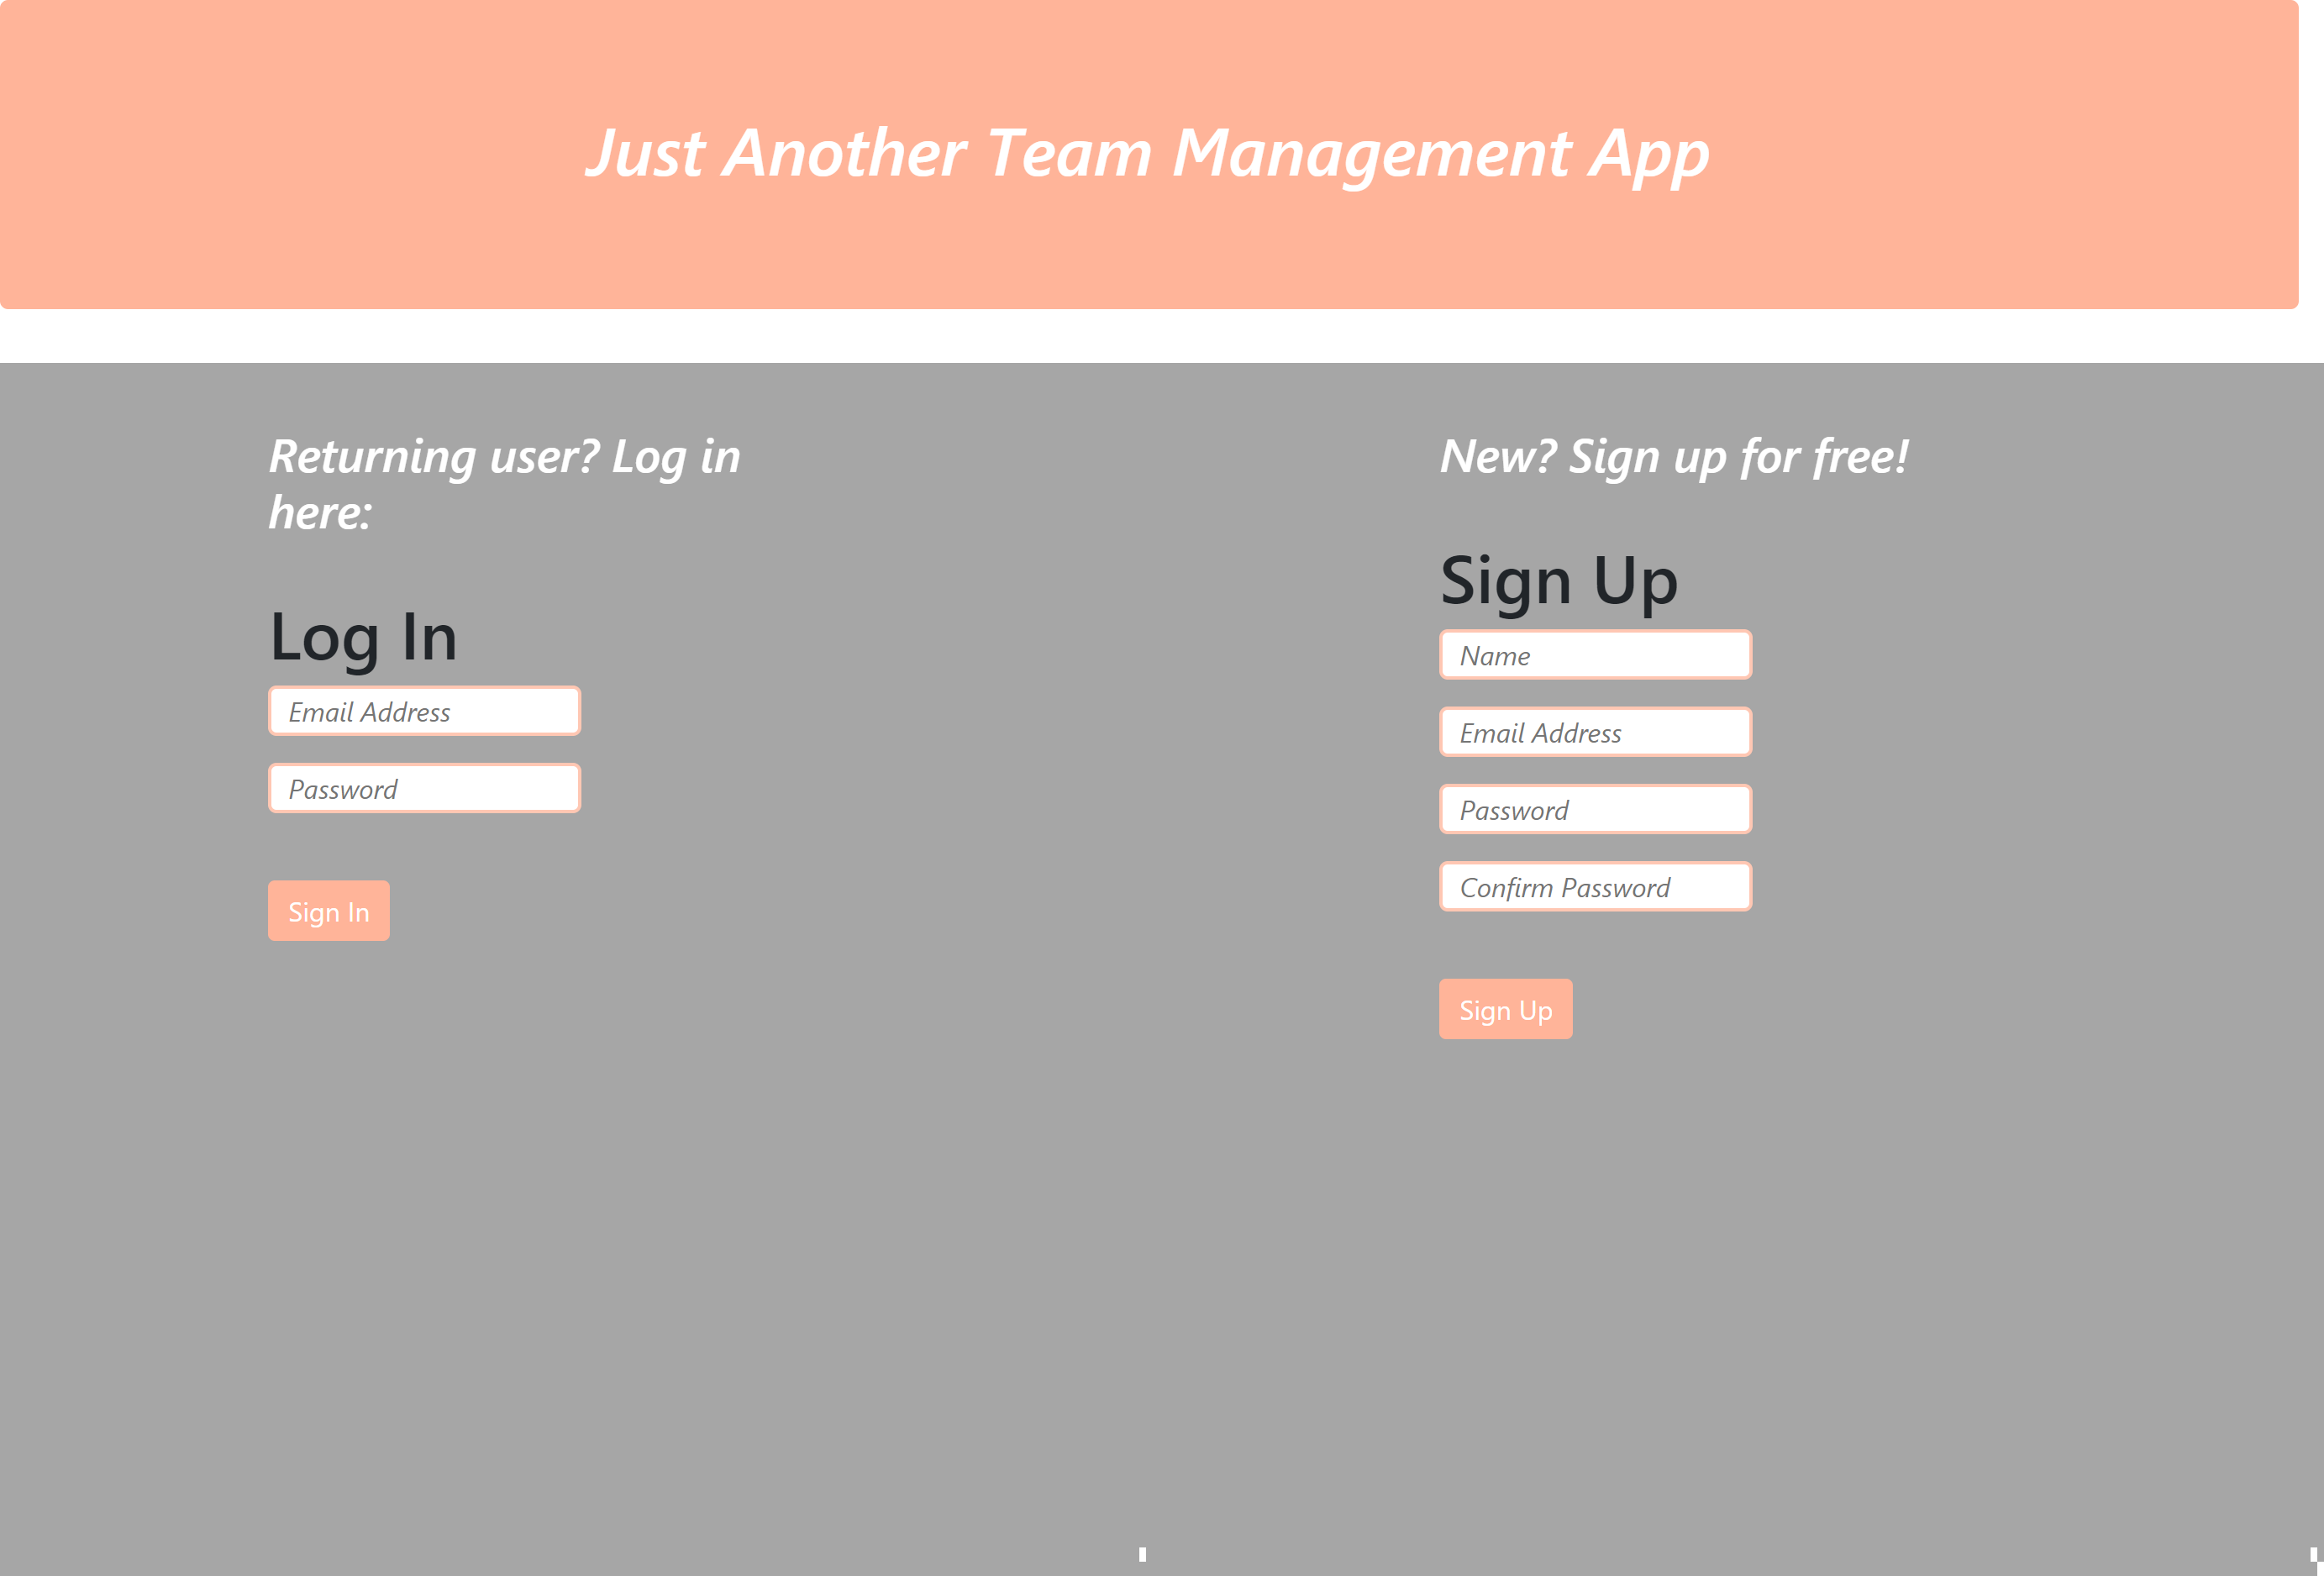 Just Another Team Management App
Returning user? Log in
here:
Log In
Email Address
Password
Sign In
New? Sign up for free!
Sign Up
Name
Email Address
Password
Confirm Password
Sign Up